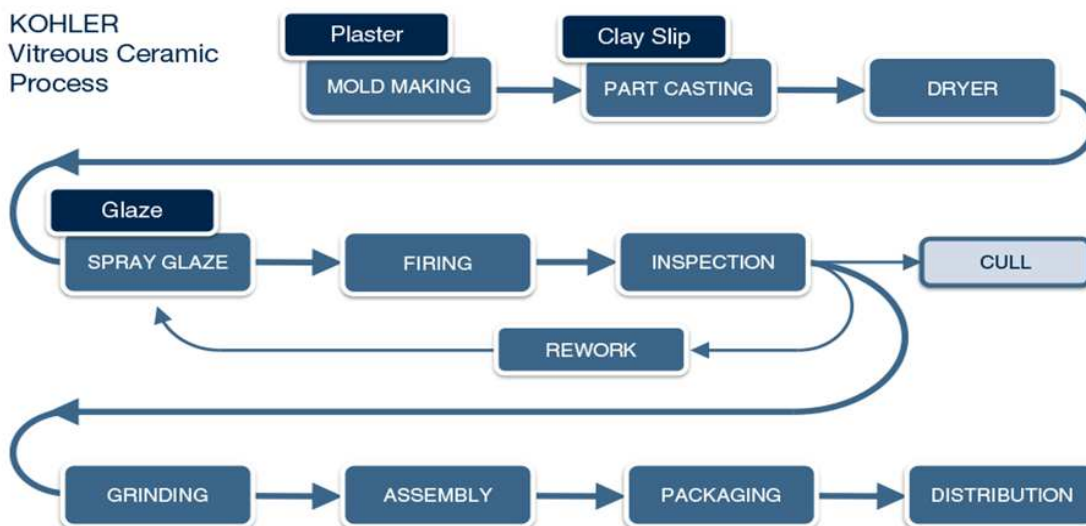 KOHLER
Vitreous Ceramic
Process
Plaster
MOLD MAKING
Clay Slip
PART CASTING
DRYER
Glaze
SPRAY GLAZE
FIRING
INSPECTION
CULL
REWORK
GRINDING
ASSEMBLY
PACKAGING
DISTRIBUTION